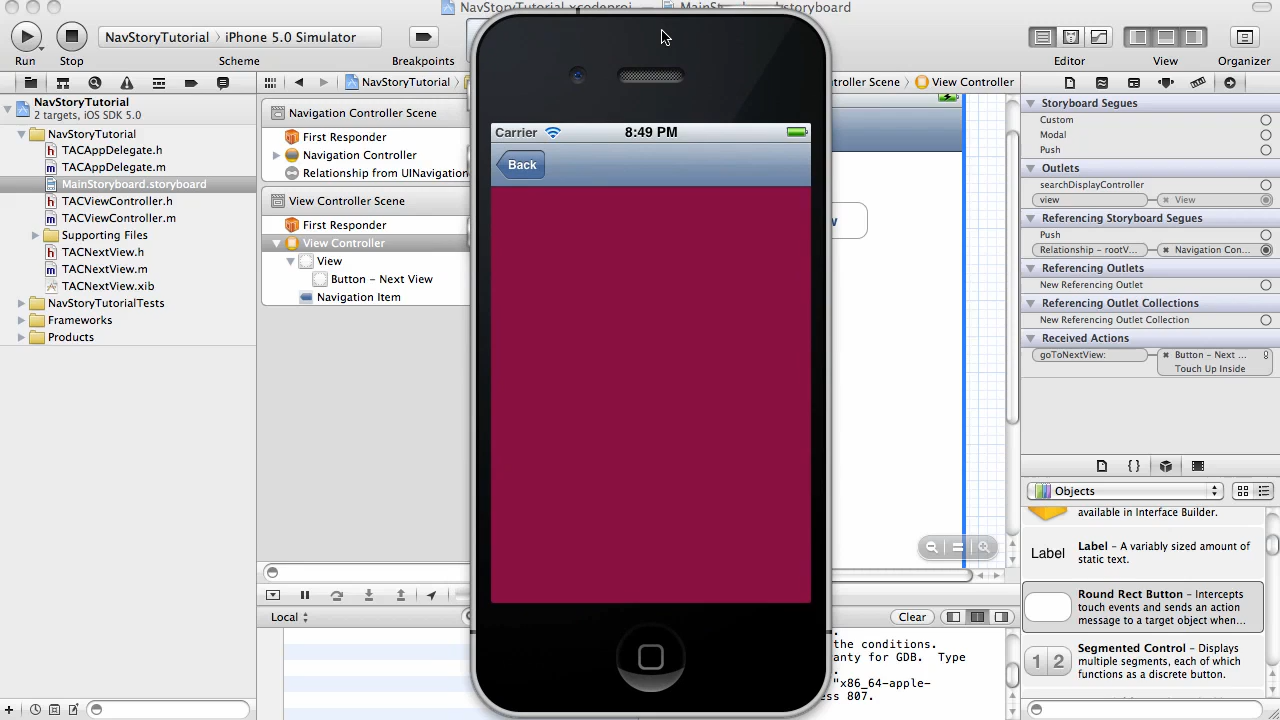 NavStoryTutorial.xcodeproj — MainStoryboard.storyboard
NavStoryTutorial › iPhone 5.0 Simulator
Run Stop Scheme Breakpoints Editor View Organizer
NavStoryTutorial
ntroller Scene › View Controller
NavStoryTutorial
2 targets, iOS SDK 5.0
NavStoryTutorial
TACAppDelegate.h
TACAppDelegate.m
MainStoryboard.storyboard
TACViewController.h
TACViewController.m
Supporting Files
TACNextView.h
TACNextView.m
TACNextView.xib
NavStoryTutorialTests
Frameworks
Products
Navigation Controller Scene
First Responder
Navigation Controller
Relationship from UINavigation
View Controller Scene
First Responder
View Controller
View
Button – Next View
Navigation Item
Carrier 8:49 PM
Back
w
Storyboard Segues
Custom
Modal
Push
Outlets
searchDisplayController
view View
Referencing Storyboard Segues
Push
Relationship – rootV... Navigation Con...
Referencing Outlets
New Referencing Outlet
Referencing Outlet Collections
New Referencing Outlet Collection
Received Actions
goToNextView: Button – Next ...
Touch Up Inside
Objects
available in Interface Builder.
Label
Label – A variably sized amount of
static text.
Round Rect Button – Intercepts
touch events and sends an action
message to a target object when...
1 2
Segmented Control – Displays
multiple segments, each of which
functions as a discrete button.
Local
Clear
the conditions.
anty for GDB. Type
"x86_64-apple-
ess 807.